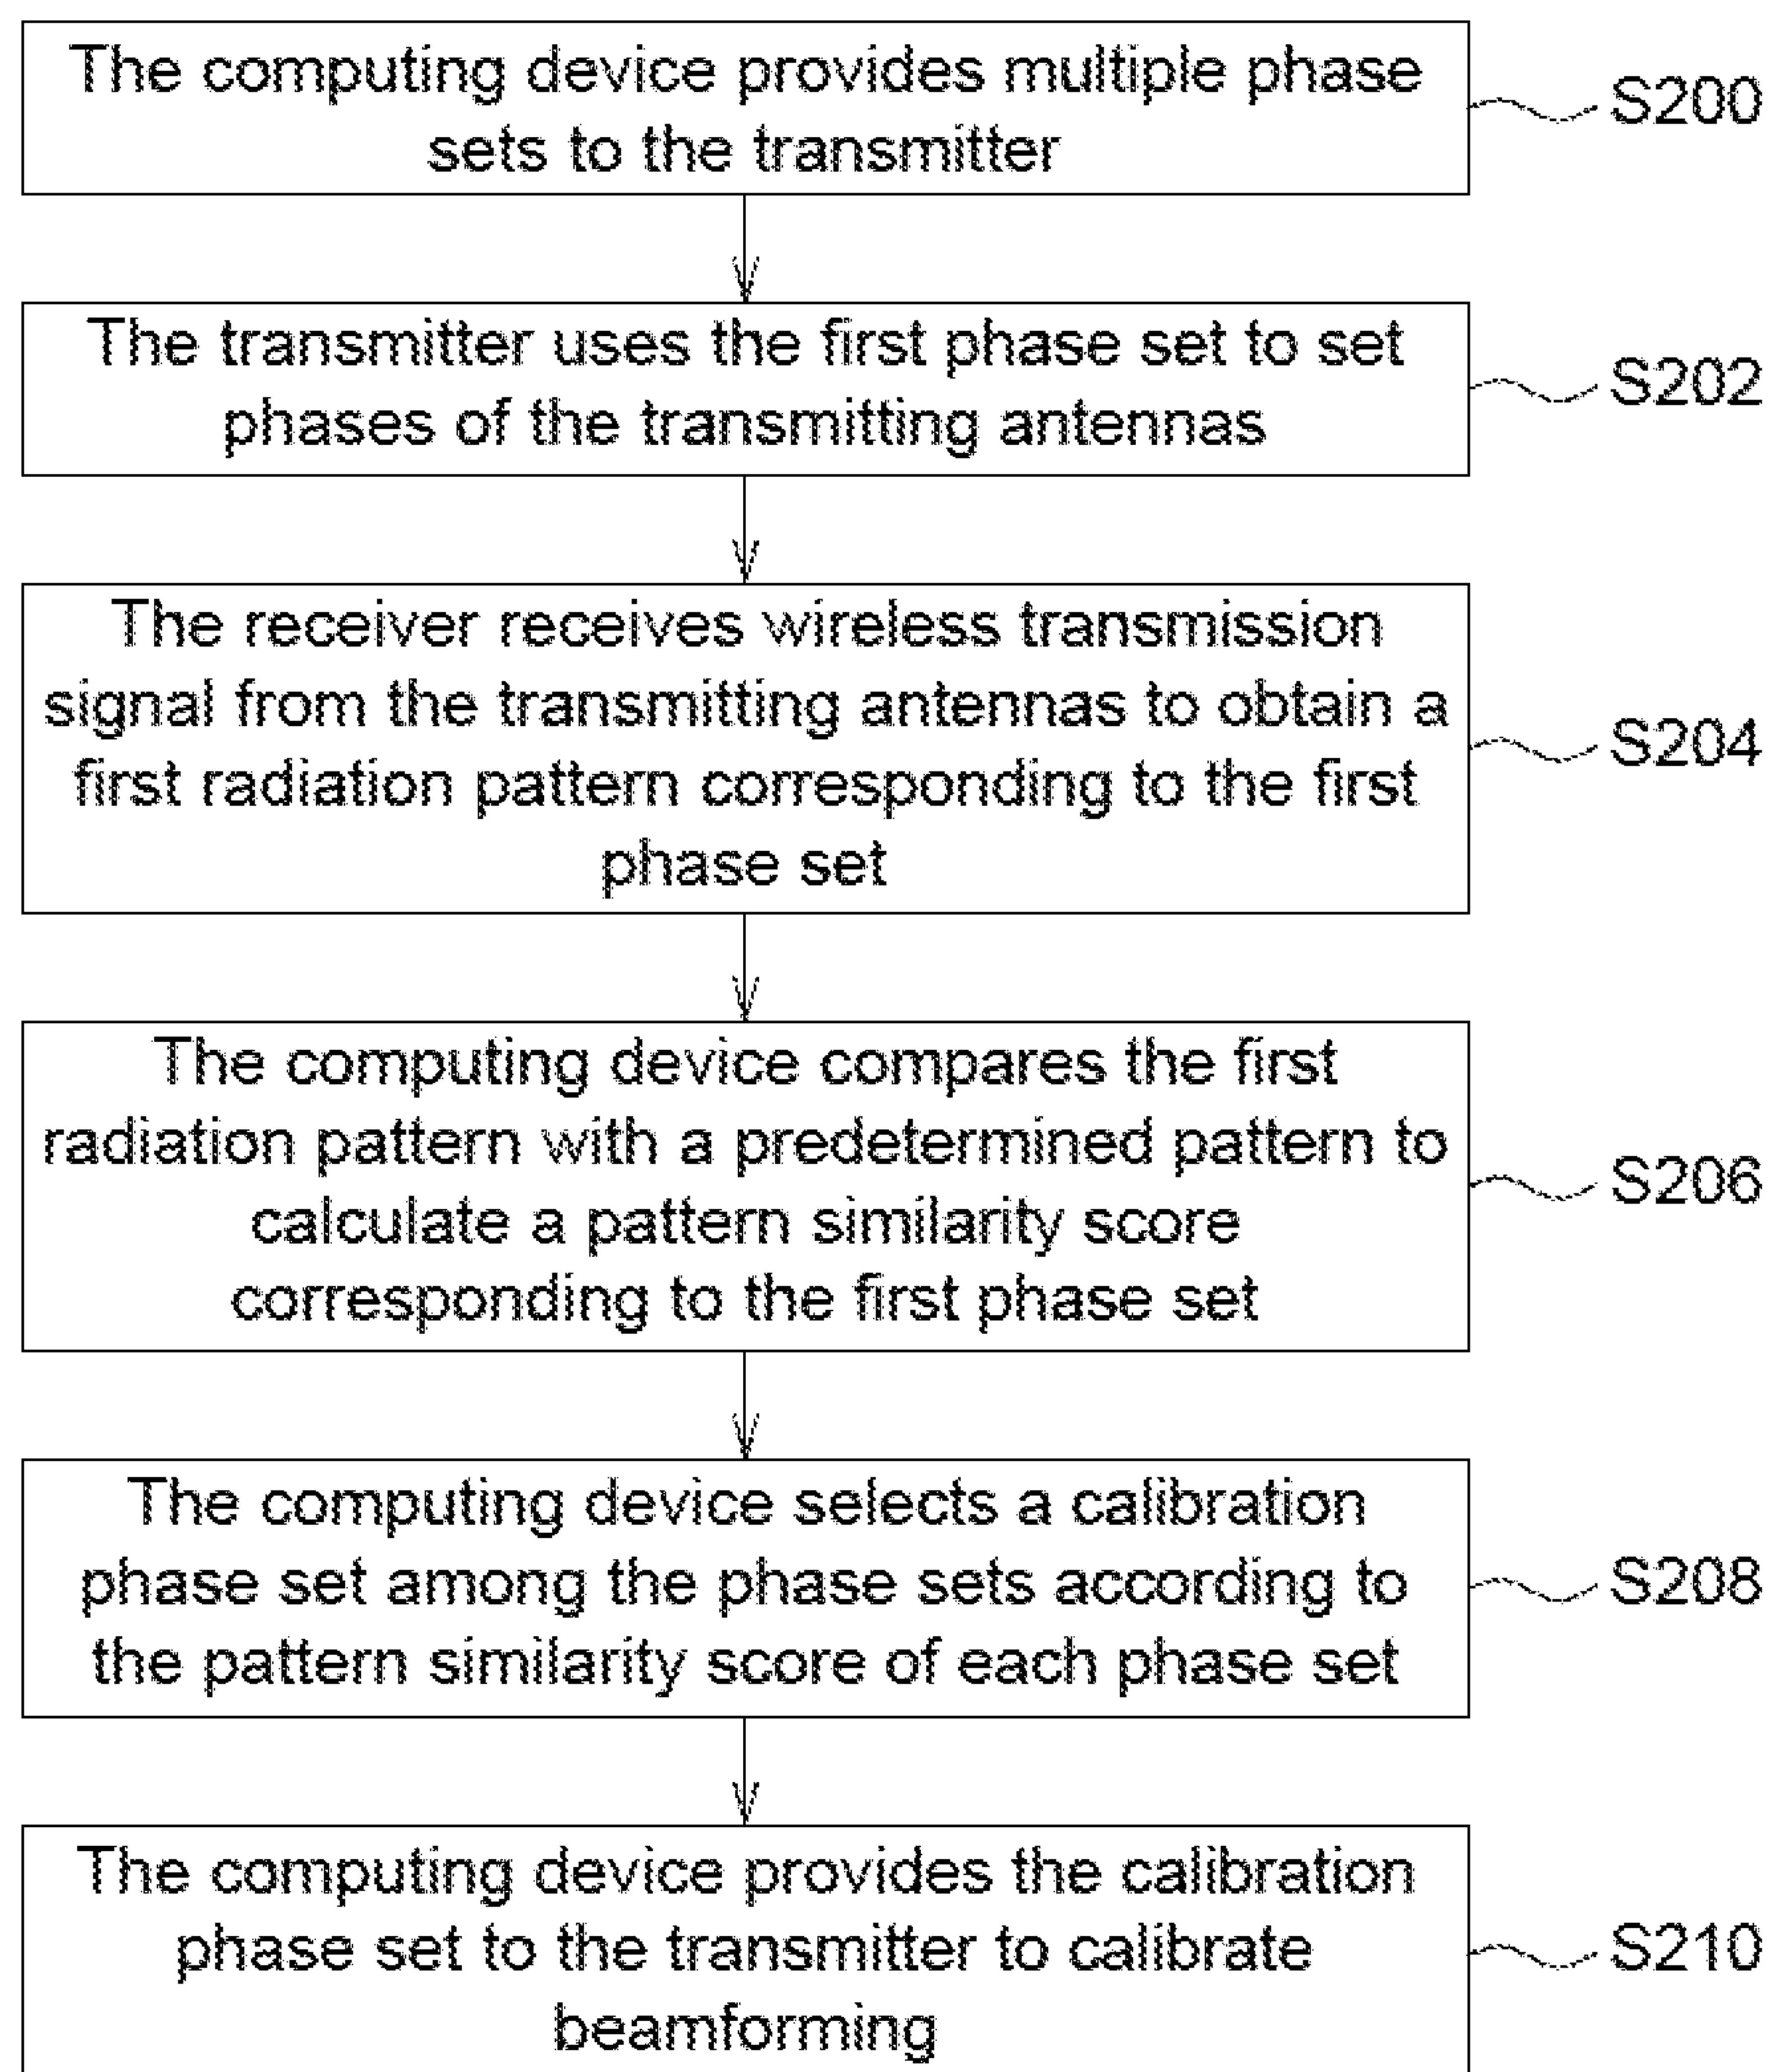 The computing device provides multiple phase
sets to the transmitter
S200
The transmitter uses the first phase set to set
phases of the transmitting antennas
S202
The receiver receives wireless transmission
signal from the transmitting antennas to obtain a
first radiation pattern corresponding to the first
phase set
S204
The computing device compares the first
radiation pattern with a predetermined pattern to
calculate a pattern similarity score
corresponding to the first phase set
S206
The computing device selects a calibration
phase set among the phase sets according to
the pattern similarity score of each phase set
S208
The computing device provides the calibration
phase set to the transmitter to calibrate
beamforming
S210